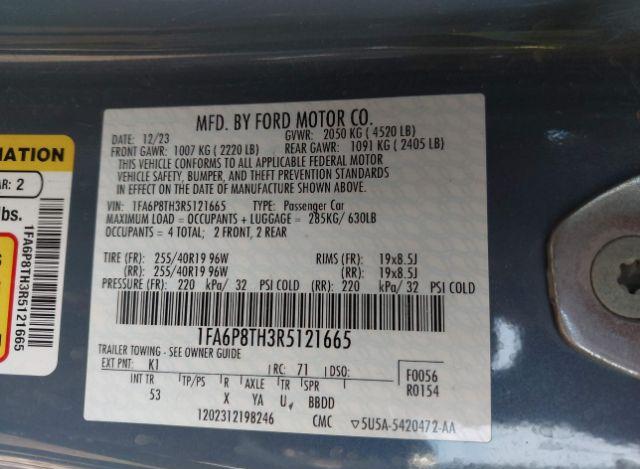 MFD. BY FORD MOTOR CO.
DATE: 12/23 GVWR: 2050 KG ( 4520 LB)
FRONT GAWR: 1007 KG ( 2220 LB) REAR GAWR: 1091 KG ( 2405 LB)
THIS VEHICLE CONFORMS TO ALL APPLICABLE FEDERAL MOTOR
VEHICLE SAFETY, BUMPER, AND THEFT PREVENTION STANDARDS
IN EFFECT ON THE DATE OF MANUFACTURE SHOWN ABOVE.
VIN: 1FA6P8TH3R5121665 TYPE: Passenger Car
MAXIMUM LOAD = OCCUPANTS + LUGGAGE = 285KG/ 630LB
OCCUPANTS = 4 TOTAL; 2 FRONT, 2 REAR
TIRE (FR): 255/40R19 96W RIMS (FR): 19x8.5J
(RR): 255/40R19 96W (RR): 19x8.5J
PRESSURE (FR): 220 kPa/ 32 PSI COLD (RR): 220 kPa/ 32 PSI COLD
1FA6P8TH3R5121665
TRAILER TOWING - SEE OWNER GUIDE
EXT PNT: K1 RC: 71 DSO: F0056
INT TR TP/PS R AXLE TR SPR R0154
53 X YA U BBDD
1202312198246 CMC ▽5U5A-5420472-AA
MATION
AR: 2
lbs.
1FA6P8TH3R5121665